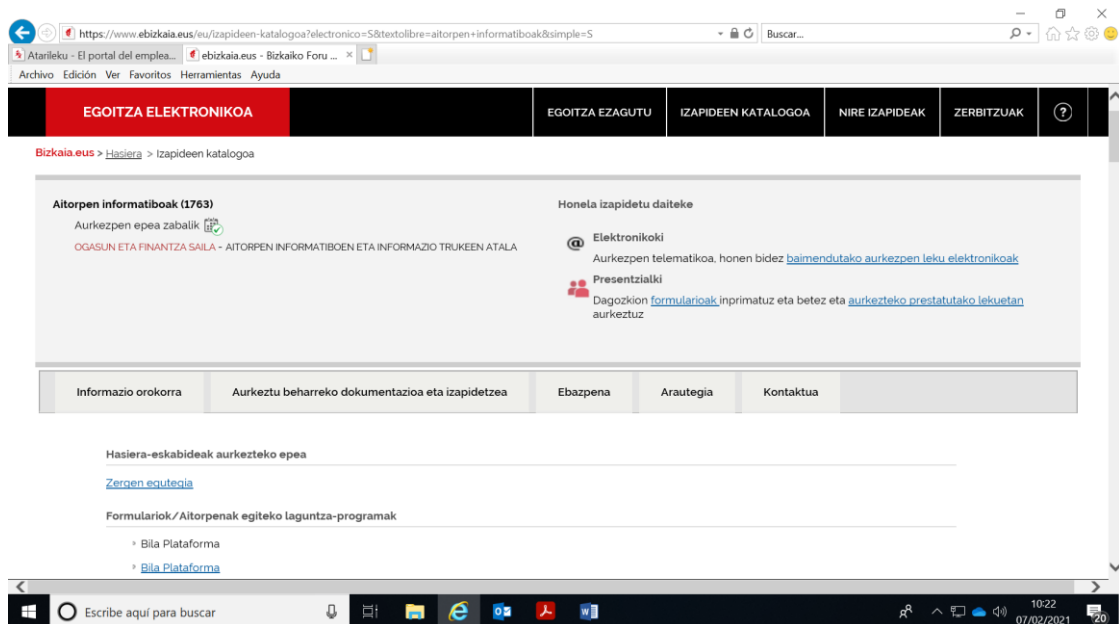 https://www.ebizkaia.eus/eu/izapideen-katalogoa?electronico=S&textolibre=aitorpen+informatiboak&simple=S
Buscar...
Atarileku - El portal del emplea...
ebizkaia.eus - Bizkaiko Foru ...
Archivo Edición Ver Favoritos Herramientas Ayuda
EGOITZA ELEKTRONIKOA
EGOITZA EZAGUTU
IZAPIDEEN KATALOGOA
NIRE IZAPIDEAK
ZERBITZUAK
?
Bizkaia.eus > Hasiera > Izapideen katalogoa
Aitorpen informatiboak (1763)
Aurkezpen epea zabalik
OGASUN ETA FINANTZA SAILA - AITORPEN INFORMATIBOEN ETA INFORMAZIO TRUKEEN ATALA
Honela izapidetu daiteke
@ Elektronikoki
Aurkezpen telematikoa, honen bidez baimendutako aurkezpen leku elektronikoak
Presentzialki
Dagozkion formularioak inprimatuz eta betez eta aurkezteko prestatutako lekuetan
aurkeztuz
Informazio orokorra
Aurkeztu beharreko dokumentazioa eta izapidetzea
Ebazpena
Arautegia
Kontaktua
Hasiera-eskabideak aurkezteko epea
Zergen egutegia
Formulariok/Aitorpenak egiteko laguntza-programak
Bila Plataforma
Bila Plataforma
Escribe aquí para buscar
10:22
07/02/2021
20